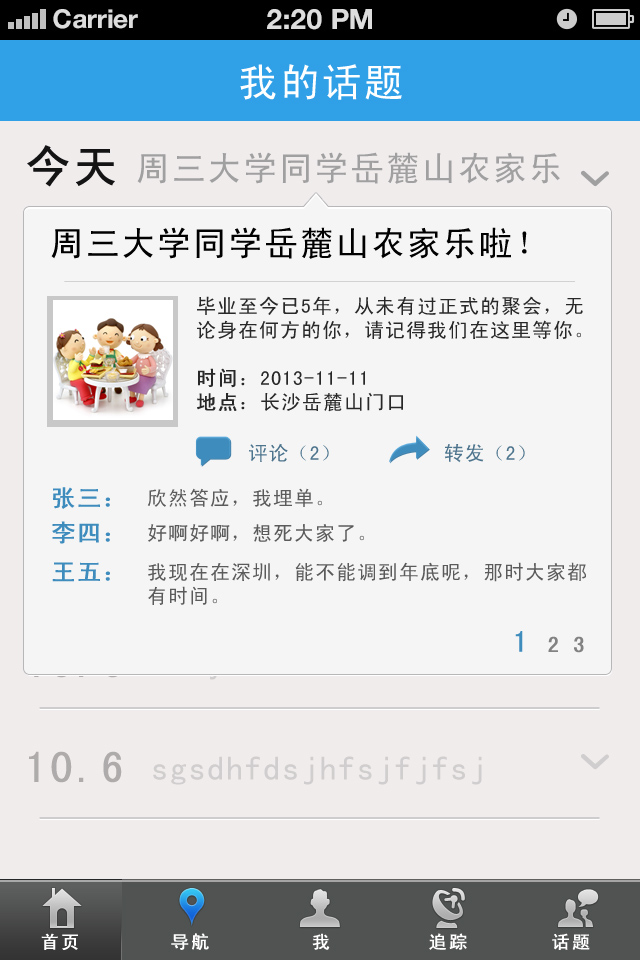 Carrier 2:20 PM
我的话题
今天 周三大学同学岳麓山农家乐
周三大学同学岳麓山农家乐啦！
毕业至今已5年，从未有过正式的聚会，无
论身在何方的你，请记得我们在这里等你。
时间：2013-11-11
地点：长沙岳麓山门口
评论（2） 转发（2）
张三： 欣然答应，我埋单。
李四： 好啊好啊，想死大家了。
王五： 我现在在深圳，能不能调到年底呢，那时大家都
有时间。
1 2 3
10.6 sgsdhfdsjhfsjfjfsj
首页 导航 我 追踪 话题